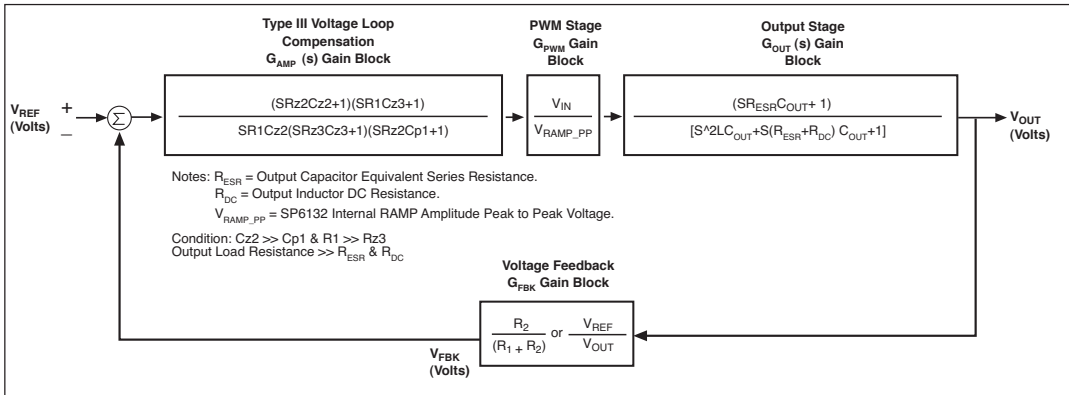 Type III Voltage Loop
Compensation
G_AMP (s) Gain Block
PWM Stage
G_PWM Gain
Block
Output Stage
G_OUT (s) Gain
Block
V_REF
(Volts)
+
–
Σ
(SRz2Cz2+1)(SR1Cz3+1)
SR1Cz2(SRz3Cz3+1)(SRz2Cp1+1)
V_IN
V_RAMP_PP
(SR_ESRC_OUT+ 1)
[S^2LC_OUT+S(R_ESR+R_DC) C_OUT+1]
V_OUT
(Volts)
Notes: R_ESR = Output Capacitor Equivalent Series Resistance.
R_DC = Output Inductor DC Resistance.
V_RAMP_PP = SP6132 Internal RAMP Amplitude Peak to Peak Voltage.
Condition: Cz2 >> Cp1 & R1 >> Rz3
Output Load Resistance >> R_ESR & R_DC
Voltage Feedback
G_FBK Gain Block
R_2
(R_1 + R_2)
or
V_REF
V_OUT
V_FBK
(Volts)